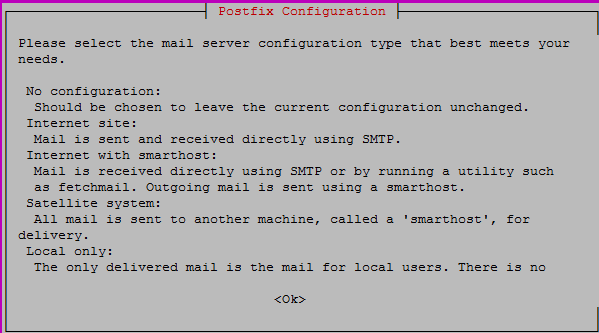 Postfix Configuration
Please select the mail server configuration type that best meets your
needs.
No configuration:
Should be chosen to leave the current configuration unchanged.
Internet site:
Mail is sent and received directly using SMTP.
Internet with smarthost:
Mail is received directly using SMTP or by running a utility such
as fetchmail. Outgoing mail is sent using a smarthost.
Satellite system:
All mail is sent to another machine, called a 'smarthost', for
delivery.
Local only:
The only delivered mail is the mail for local users. There is no
<Ok>